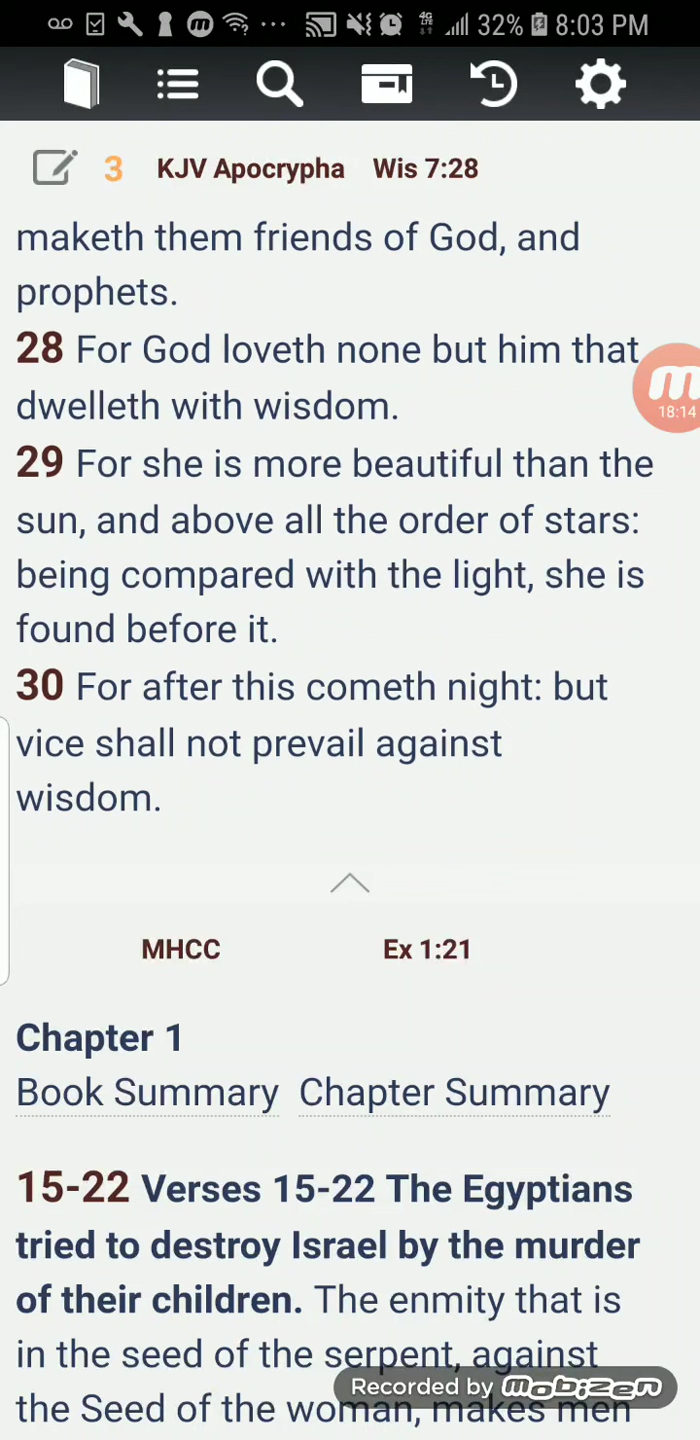 32% 8:03 PM
3 KJV Apocrypha Wis 7:28
maketh them friends of God, and
prophets.
28 For God loveth none but him that
dwelleth with wisdom.
29 For she is more beautiful than the
sun, and above all the order of stars:
being compared with the light, she is
found before it.
30 For after this cometh night: but
vice shall not prevail against
wisdom.
18:14
MHCC Ex 1:21
Chapter 1
Book Summary Chapter Summary
15-22 Verses 15-22 The Egyptians
tried to destroy Israel by the murder
of their children. The enmity that is
in the seed of the serpent, against
the Seed of the woman, makes men
Recorded by mobizen